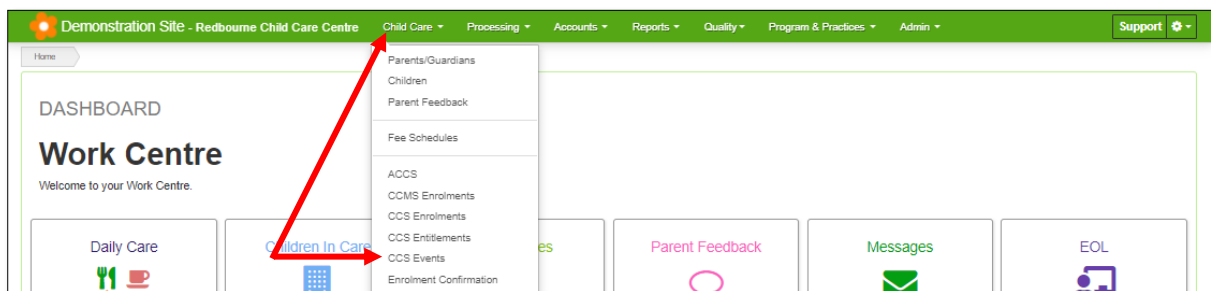 Demonstration Site - Redbourne Child Care Centre Child Care Processing Accounts Reports Quality Program & Practices Admin Support
Home
Parents/Guardians
Children
Parent Feedback
Fee Schedules
ACCS
CCMS Enrolments
CCS Enrolments
CCS Entitlements
CCS Events
Enrolment Confirmation
DASHBOARD
Work Centre
Welcome to your Work Centre.
Daily Care
Children In Care
es
Parent Feedback
Messages
EOL